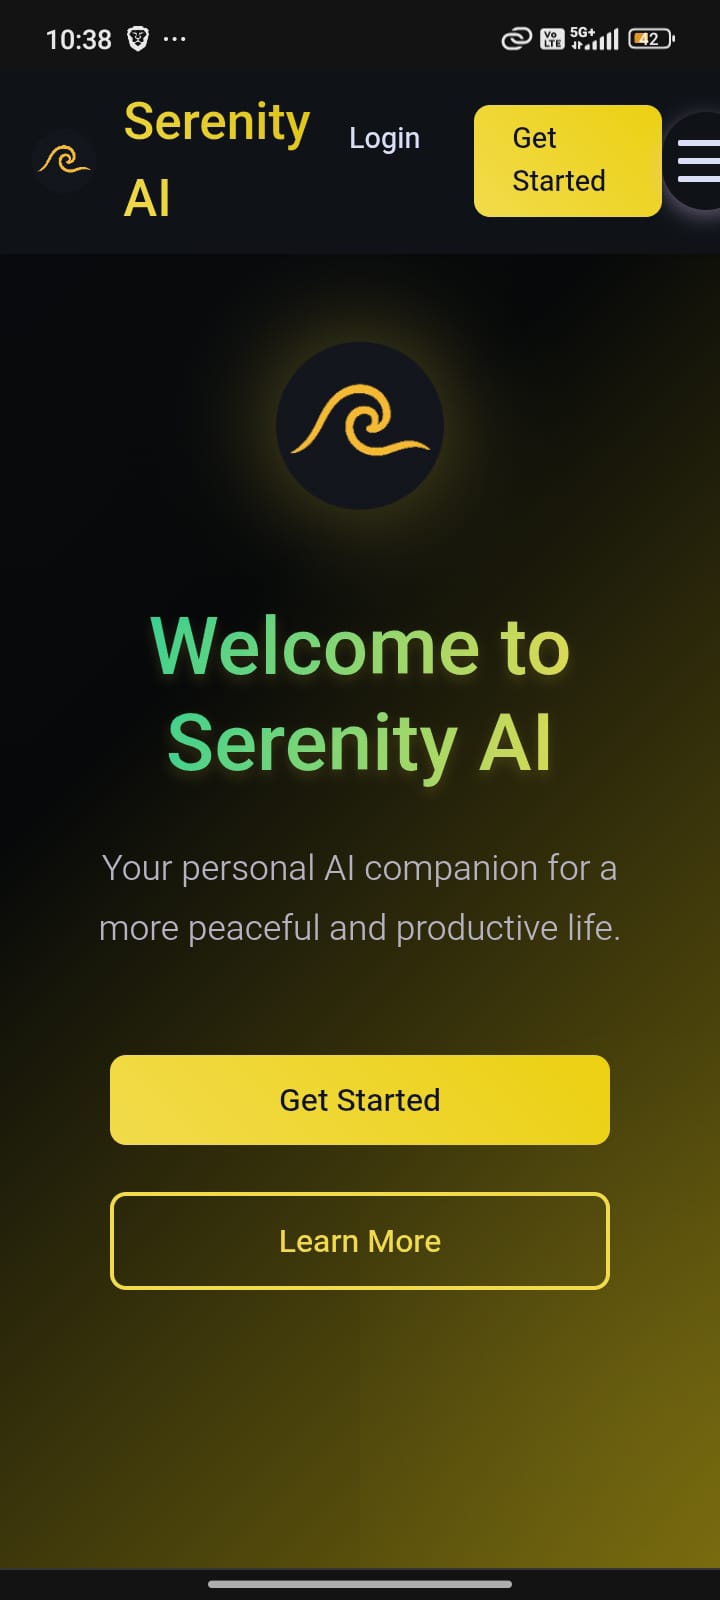 10:38
Vo
LTE
5G+
42
Serenity
AI
Login
Get
Started
Welcome to
Serenity AI
Your personal AI companion for a
more peaceful and productive life.
Get Started
Learn More